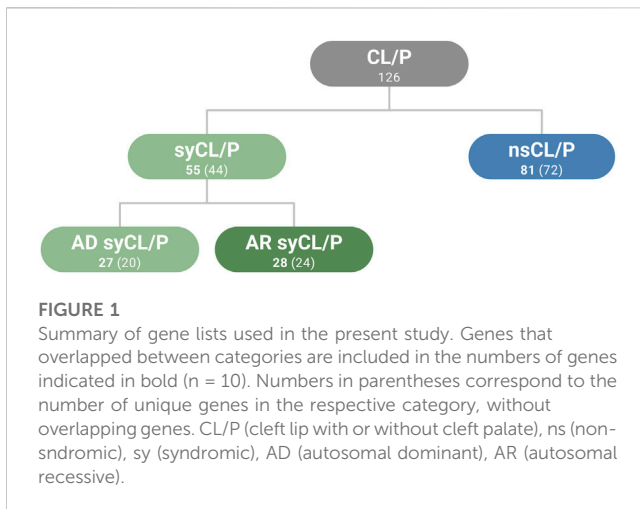 CL/P
126
syCL/P
55 (44)
nsCL/P
81 (72)
AD syCL/P
27 (20)
AR syCL/P
28 (24)
FIGURE 1
Summary of gene lists used in the present study. Genes that
overlapped between categories are included in the numbers of genes
indicated in bold (n = 10). Numbers in parentheses correspond to the
number of unique genes in the respective category, without
overlapping genes. CL/P (cleft lip with or without cleft palate), ns (non-
sndromic), sy (syndromic), AD (autosomal dominant), AR (autosomal
recessive).